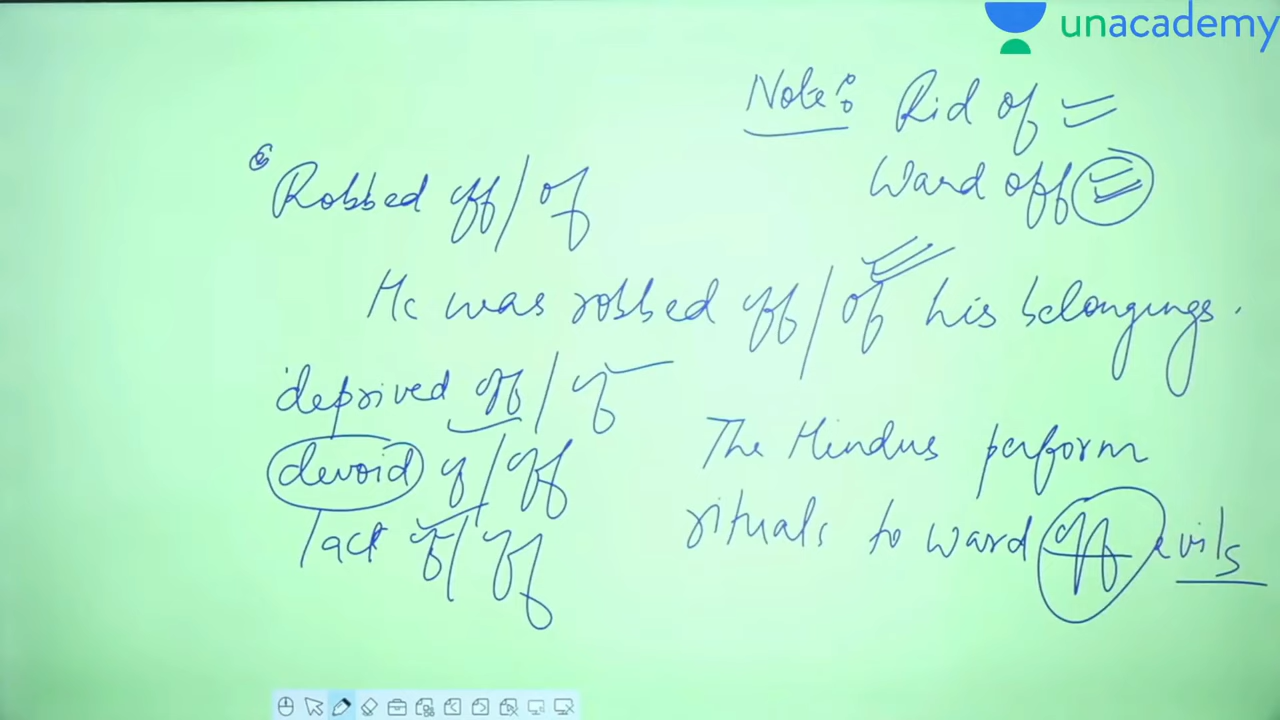 unacademy
Note: Rid of
Ward off
Robbed off/of
He was robbed off/of his belongings.
deprived off/of
devoid of/off
lack of/off
The Hindus perform
rituals to ward off evils